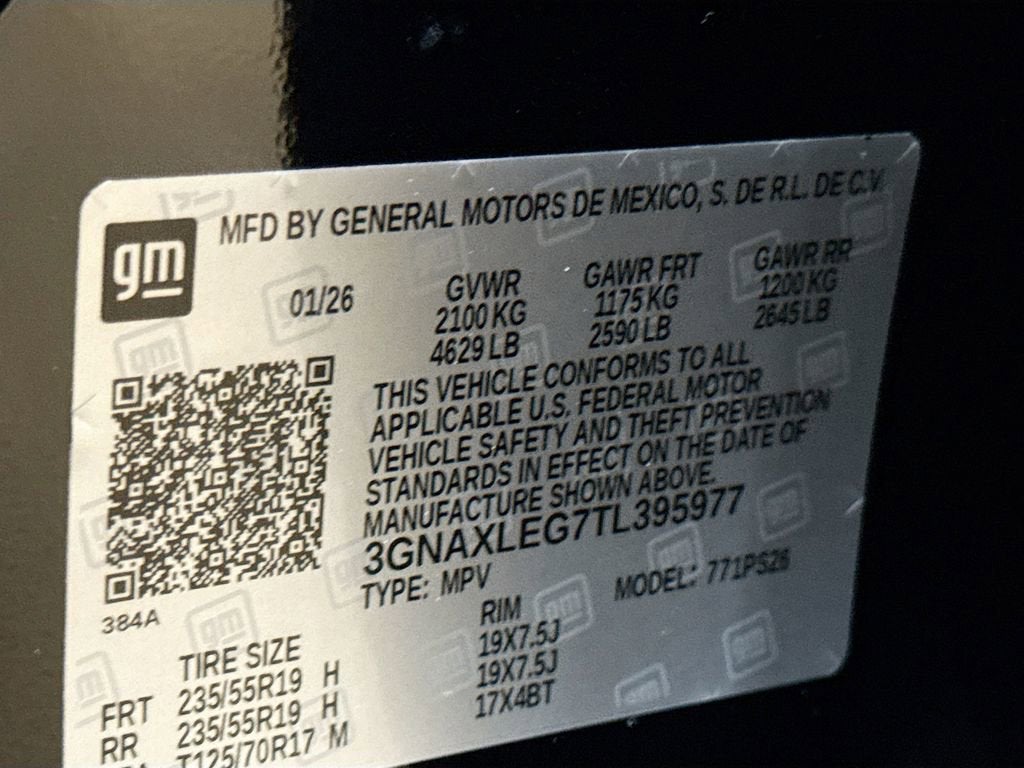 gm
MFD BY GENERAL MOTORS DE MEXICO, S. DE R.L. DE C.V.
01/26 GVWR GAWR FRT GAWR RR
2100 KG 1175 KG 1200 KG
4629 LB 2590 LB 2645 LB
THIS VEHICLE CONFORMS TO ALL
APPLICABLE U.S. FEDERAL MOTOR
VEHICLE SAFETY AND THEFT PREVENTION
STANDARDS IN EFFECT ON THE DATE OF
MANUFACTURE SHOWN ABOVE.
3GNAXLEG7TL395977
TYPE: MPV MODEL: 771PS26
384A
TIRE SIZE RIM
FRT 235/55R19 H 19X7.5J
RR 235/55R19 H 19X7.5J
T125/70R17 M 17X4BT